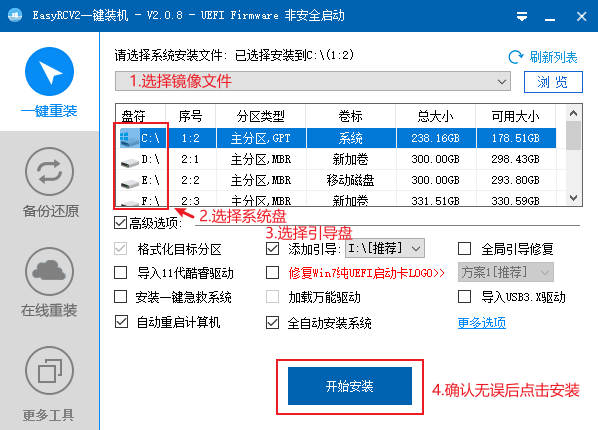 EasyRCV2一键装机 - V2.0.8 - UEFI Firmware 非安全启动
一键重装
备份还原
在线重装
更多工具
请选择系统安装文件: 已选择安装到C:\(1:2)
刷新列表
1.选择镜像文件
浏 览
盘符 序号 分区类型 卷标 总大小 可用大小
C:\ 1:2 主分区,GPT 系统 238.16GB 178.51GB
D:\ 2:1 主分区,MBR 新加卷 300.00GB 298.43GB
E:\ 2:2 主分区,MBR 移动磁盘 300.00GB 293.80GB
F:\ 2:3 主分区,MBR 新加卷 331.51GB 330.59GB
2.选择系统盘
高级选项:
3.选择引导盘
格式化目标分区 添加引导: I:\[推荐] 全局引导修复
导入11代酷睿驱动 修复Win7纯UEFI启动卡LOGO>> 方案1[推荐]
安装一键急救系统 加载万能驱动 导入USB3.X驱动
自动重启计算机 全自动安装系统 更多选项
开始安装
4.确认无误后点击安装